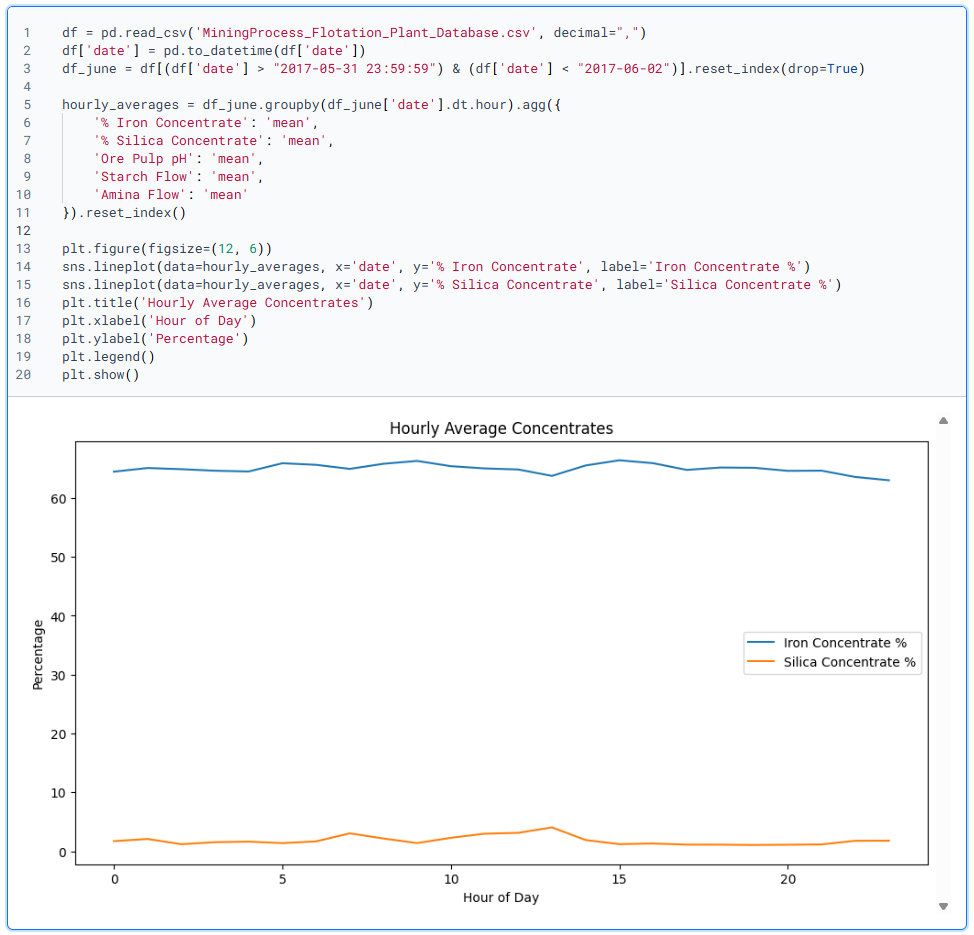 1 df = pd.read_csv('MiningProcess_Flotation_Plant_Database.csv', decimal=",")
2 df['date'] = pd.to_datetime(df['date'])
3 df_june = df[(df['date'] > "2017-05-31 23:59:59") & (df['date'] < "2017-06-02")].reset_index(drop=True)
4
5 hourly_averages = df_june.groupby(df_june['date'].dt.hour).agg({
6     '% Iron Concentrate': 'mean',
7     '% Silica Concentrate': 'mean',
8     'Ore Pulp pH': 'mean',
9     'Starch Flow': 'mean',
10     'Amina Flow': 'mean'
11 }).reset_index()
12
13 plt.figure(figsize=(12, 6))
14 sns.lineplot(data=hourly_averages, x='date', y='% Iron Concentrate', label='Iron Concentrate %')
15 sns.lineplot(data=hourly_averages, x='date', y='% Silica Concentrate', label='Silica Concentrate %')
16 plt.title('Hourly Average Concentrates')
17 plt.xlabel('Hour of Day')
18 plt.ylabel('Percentage')
19 plt.legend()
20 plt.show()
Hourly Average Concentrates
60
50
40
30
20
10
0
Percentage
Iron Concentrate %
Silica Concentrate %
0 5 10 15 20
Hour of Day